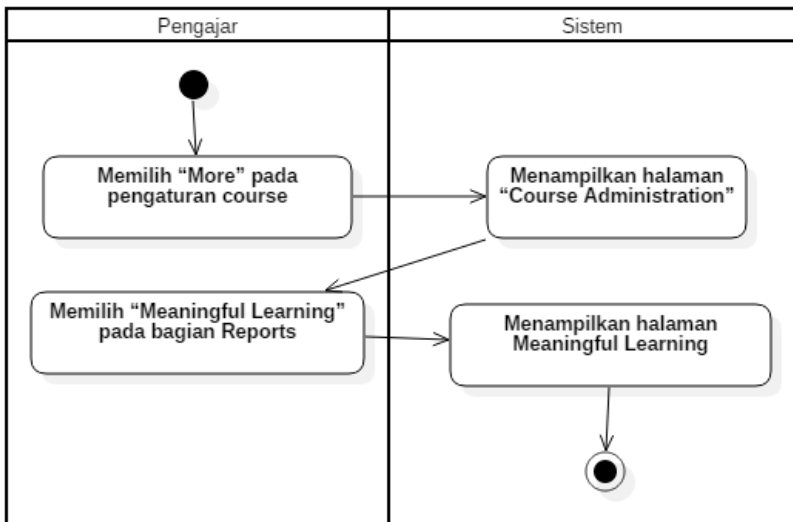 Pengajar
Sistem
Memilih “More” pada
pengaturan course
Menampilkan halaman
“Course Administration”
Memilih “Meaningful Learning”
pada bagian Reports
Menampilkan halaman
Meaningful Learning